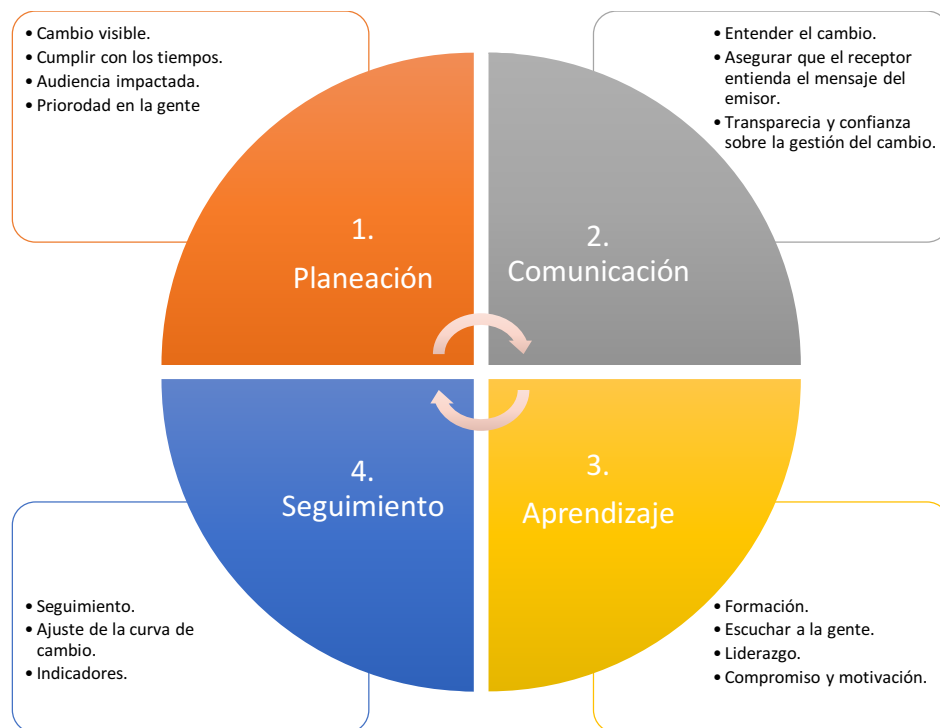 • Cambio visible.
• Cumplir con los tiempos.
• Audiencia impactada.
• Priorodad en la gente
• Entender el cambio.
• Asegurar que el receptor
entienda el mensaje del
emisor.
• Transparecia y confianza
sobre la gestión del cambio.
1.
Planeación
2.
Comunicación
4.
Seguimiento
3.
Aprendizaje
• Seguimiento.
• Ajuste de la curva de
cambio.
• Indicadores.
• Formación.
• Escuchar a la gente.
• Liderazgo.
• Compromiso y motivación.